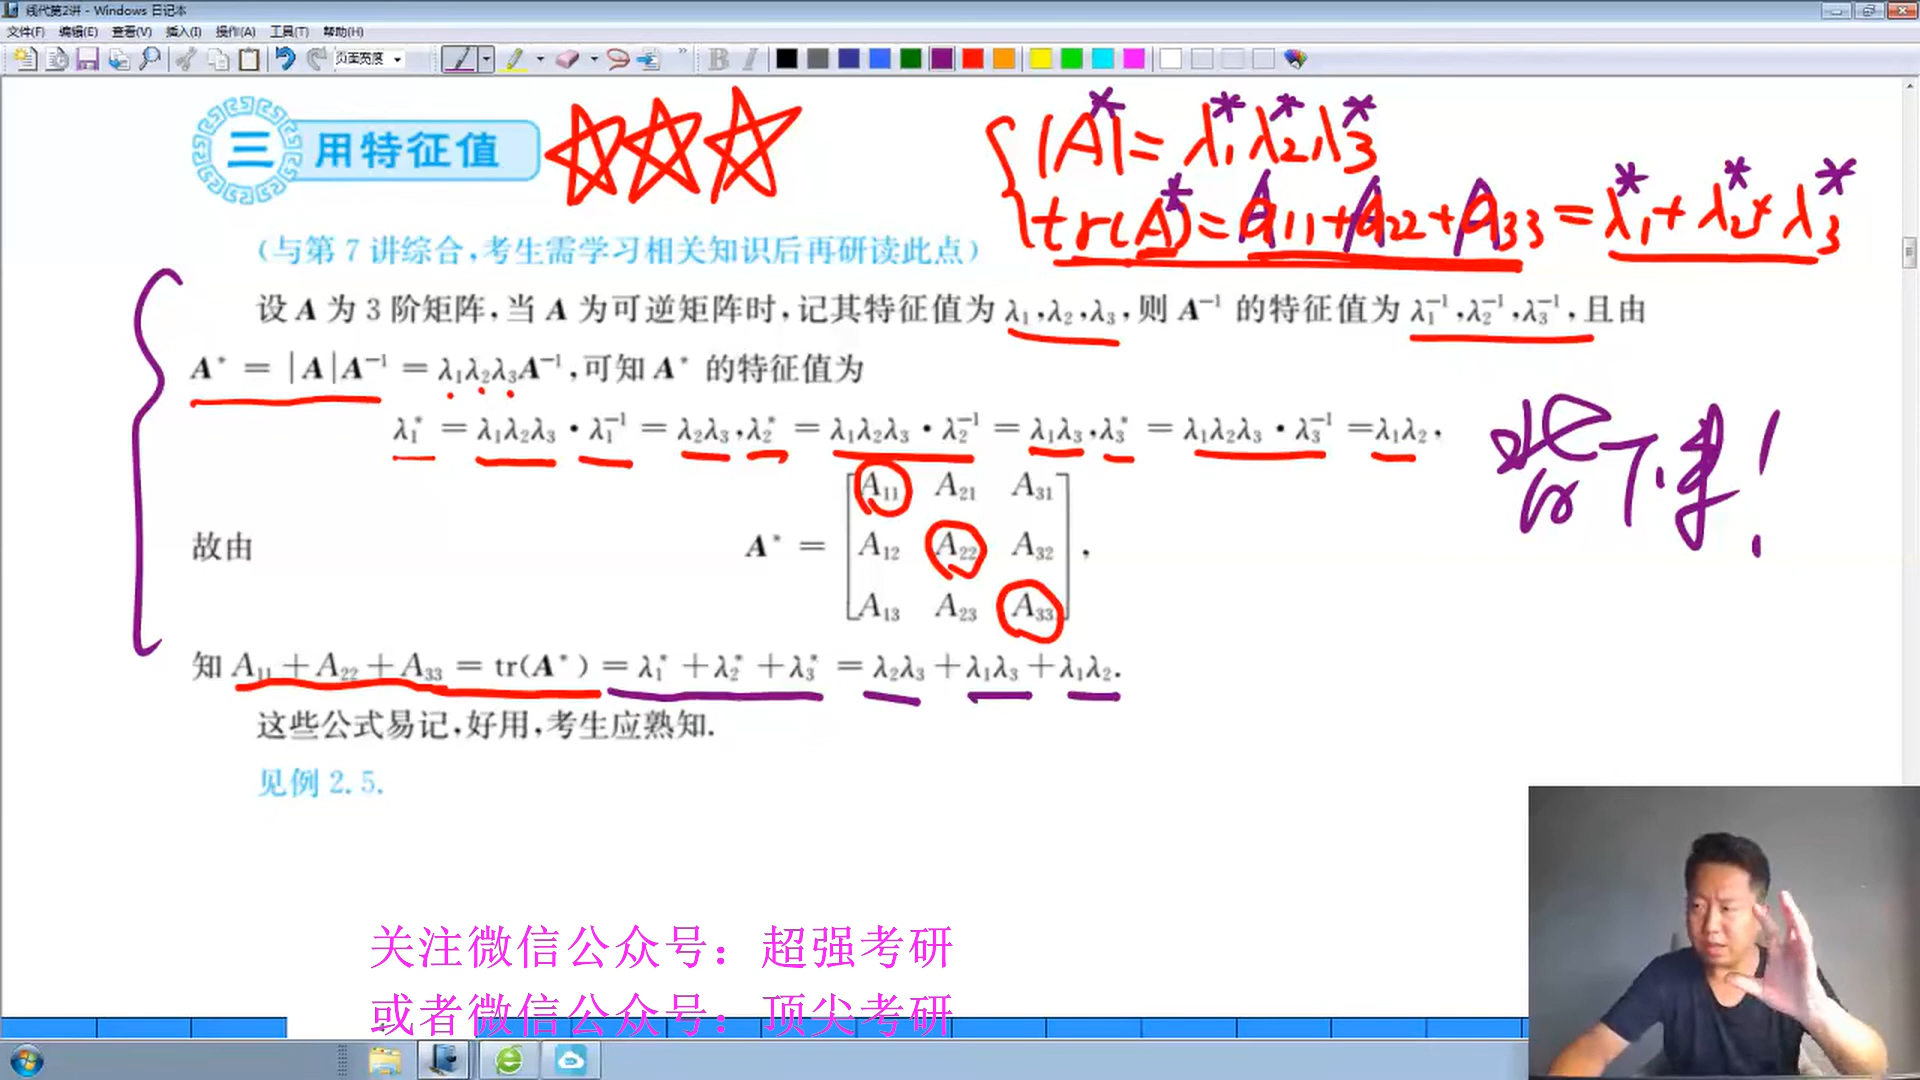 线代第2讲 - Windows 日记本
文件(F) 编辑(E) 查看(V) 插入(I) 操作(A) 工具(T) 帮助(H)
页面宽度 B I
三 用特征值
|A*| = λ1* λ2* λ3*
tr(A*) = A11 + A22 + A33 = λ1* + λ2* + λ3*
(与第 7 讲综合,考生需学习相关知识后再研读此点)
设 A 为 3 阶矩阵,当 A 为可逆矩阵时,记其特征值为 λ₁,λ₂,λ₃,则 A⁻¹ 的特征值为 λ₁⁻¹,λ₂⁻¹,λ₃⁻¹,且由
A* = |A|A⁻¹ = λ₁λ₂λ₃A⁻¹,可知 A* 的特征值为
λ₁* = λ₁λ₂λ₃ · λ₁⁻¹ = λ₂λ₃,λ₂* = λ₁λ₂λ₃ · λ₂⁻¹ = λ₁λ₃,λ₃* = λ₁λ₂λ₃ · λ₃⁻¹ = λ₁λ₂,
A₁₁ A₂₁ A₃₁
故由 A* = A₁₂ A₂₂ A₃₂ ,
A₁₃ A₂₃ A₃₃
知 A₁₁ + A₂₂ + A₃₃ = tr(A*) = λ₁* + λ₂* + λ₃* = λ₂λ₃ + λ₁λ₃ + λ₁λ₂.
这些公式易记,好用,考生应熟知.
见例 2.5.
关注微信公众号：超强考研
或者微信公众号：顶尖考研